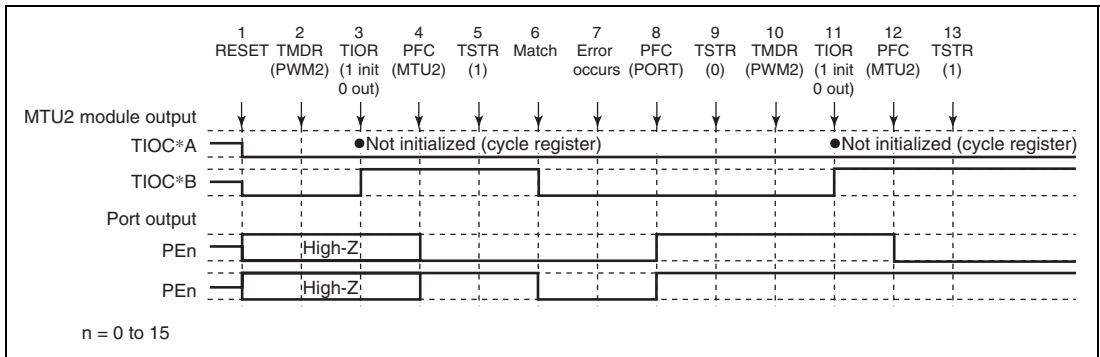 1 2 3 4 5 6 7 8 9 10 11 12 13
RESET TMDR TIOR PFC TSTR Match Error PFC TSTR TMDR TIOR PFC TSTR
(PWM2) (1 init (MTU2) (1) occurs (PORT) (0) (PWM2) (1 init (MTU2) (1)
0 out) 0 out)
MTU2 module output
TIOC*A ●Not initialized (cycle register) ●Not initialized (cycle register)
TIOC*B
Port output
PEn High-Z
PEn High-Z
n = 0 to 15